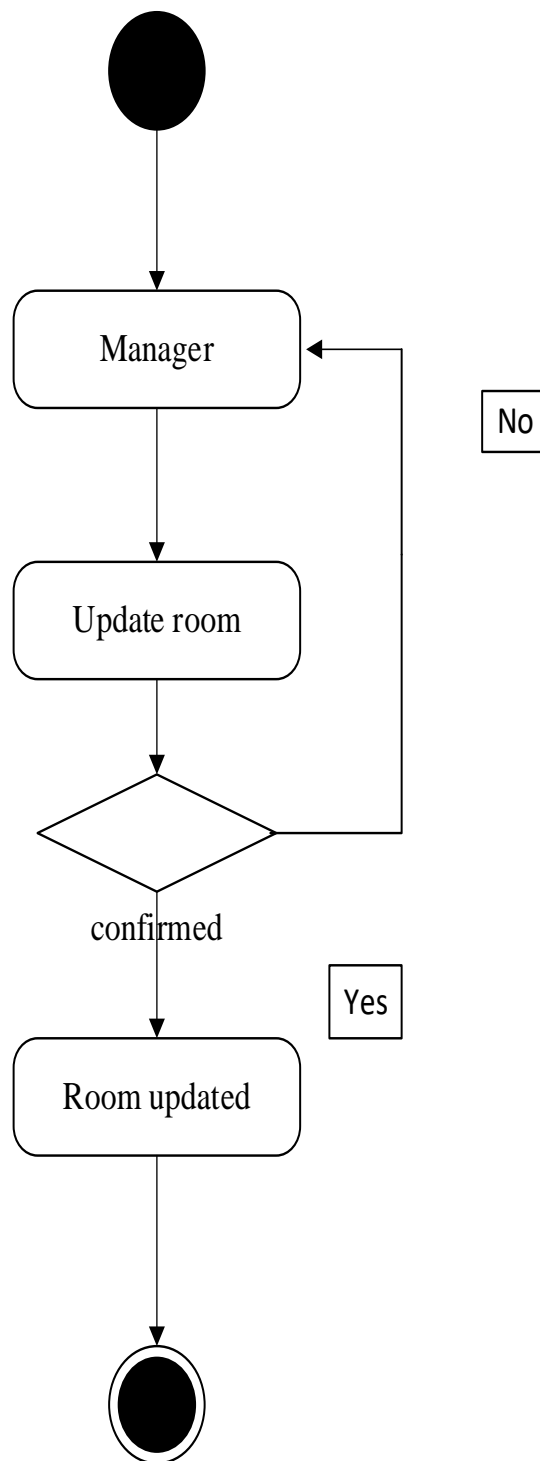 Manager
No
Update room
confirmed
Yes
Room updated